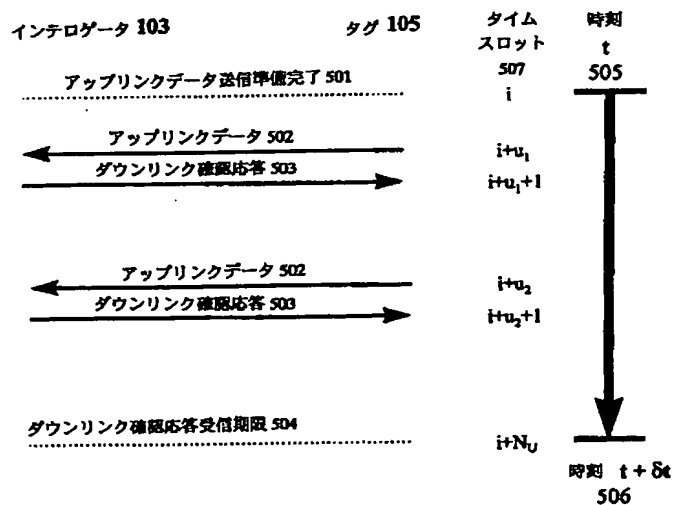 インテロゲータ 103
タグ 105
タイム
スロット
507
時刻
t
505
アップリンクデータ送信準備完了 501
i
アップリンクデータ 502
i+u₁
ダウンリンク確認応答 503
i+u₁+1
アップリンクデータ 502
i+u₂
ダウンリンク確認応答 503
i+u₂+1
ダウンリンク確認応答受信期限 504
i+Nᵤ
時刻 t + δt
506